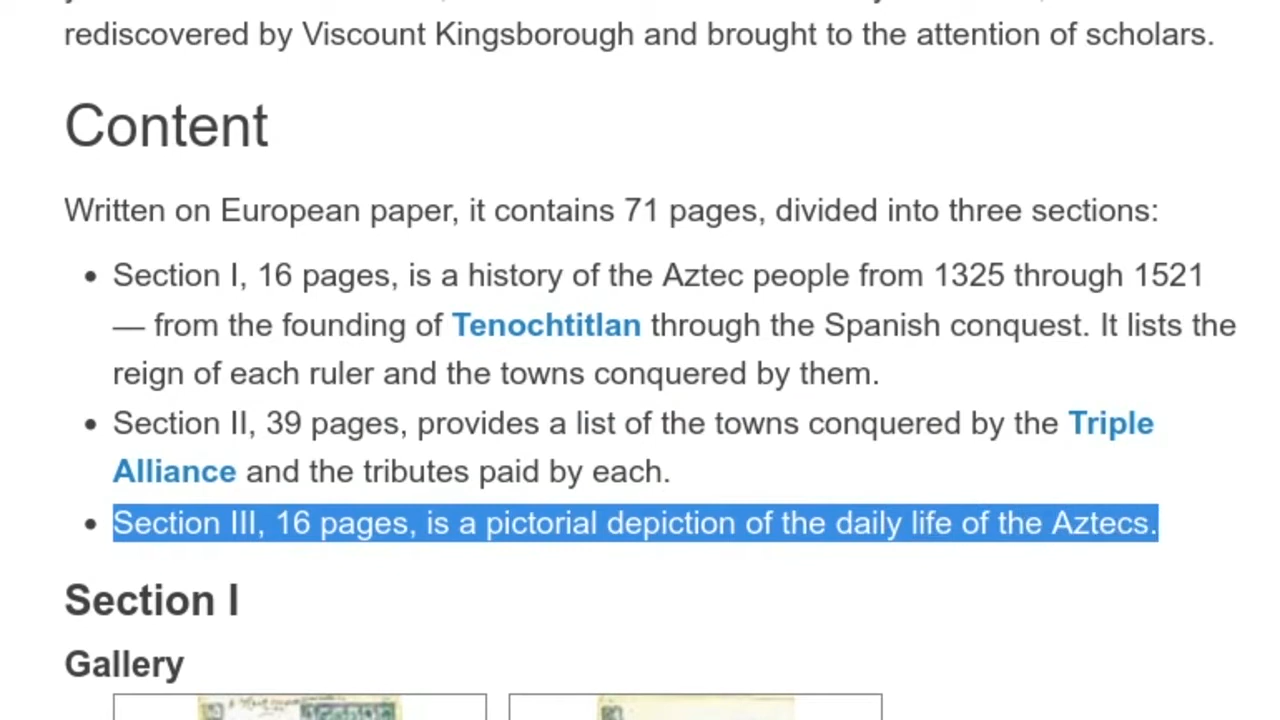 rediscovered by Viscount Kingsborough and brought to the attention of scholars.
Content
Written on European paper, it contains 71 pages, divided into three sections:
• Section I, 16 pages, is a history of the Aztec people from 1325 through 1521
— from the founding of Tenochtitlan through the Spanish conquest. It lists the
reign of each ruler and the towns conquered by them.
• Section II, 39 pages, provides a list of the towns conquered by the Triple
Alliance and the tributes paid by each.
• Section III, 16 pages, is a pictorial depiction of the daily life of the Aztecs.
Section I
Gallery